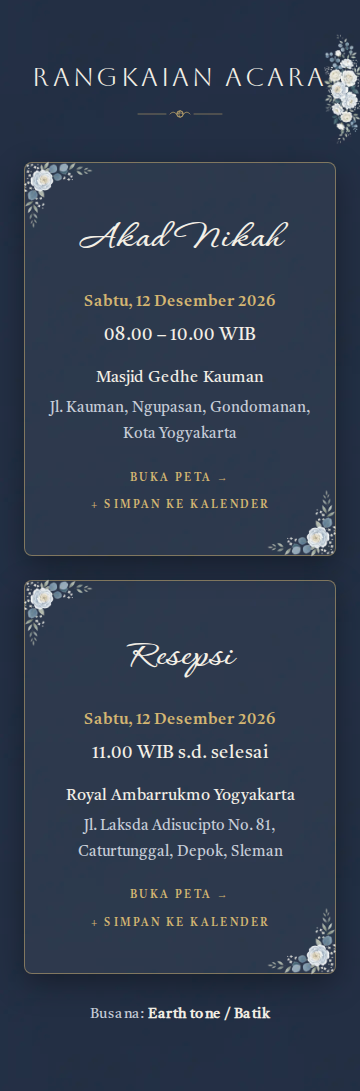 RANGKAIAN ACARA
Akad Nikah
Sabtu, 12 Desember 2026
08.00 – 10.00 WIB
Masjid Gedhe Kauman
Jl. Kauman, Ngupasan, Gondomanan,
Kota Yogyakarta
BUKA PETA →
+ SIMPAN KE KALENDER
Resepsi
Sabtu, 12 Desember 2026
11.00 WIB s.d. selesai
Royal Ambarrukmo Yogyakarta
Jl. Laksda Adisucipto No. 81,
Caturtunggal, Depok, Sleman
BUKA PETA →
+ SIMPAN KE KALENDER
Busana: Earth tone / Batik